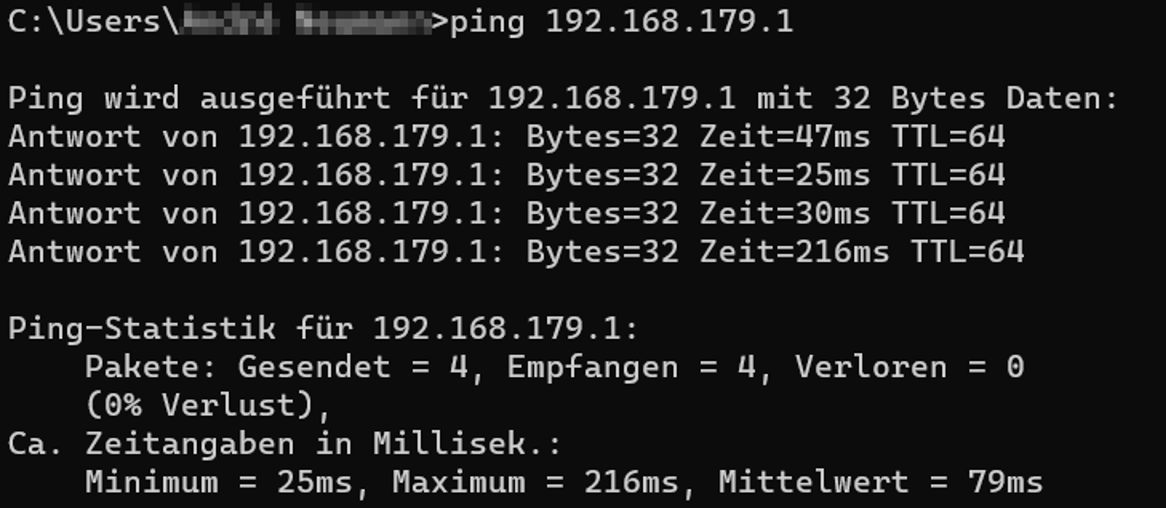 C:\Users\>ping 192.168.179.1
Ping wird ausgeführt für 192.168.179.1 mit 32 Bytes Daten:
Antwort von 192.168.179.1: Bytes=32 Zeit=47ms TTL=64
Antwort von 192.168.179.1: Bytes=32 Zeit=25ms TTL=64
Antwort von 192.168.179.1: Bytes=32 Zeit=30ms TTL=64
Antwort von 192.168.179.1: Bytes=32 Zeit=216ms TTL=64
Ping-Statistik für 192.168.179.1:
Pakete: Gesendet = 4, Empfangen = 4, Verloren = 0
(0% Verlust),
Ca. Zeitangaben in Millisek.:
Minimum = 25ms, Maximum = 216ms, Mittelwert = 79ms